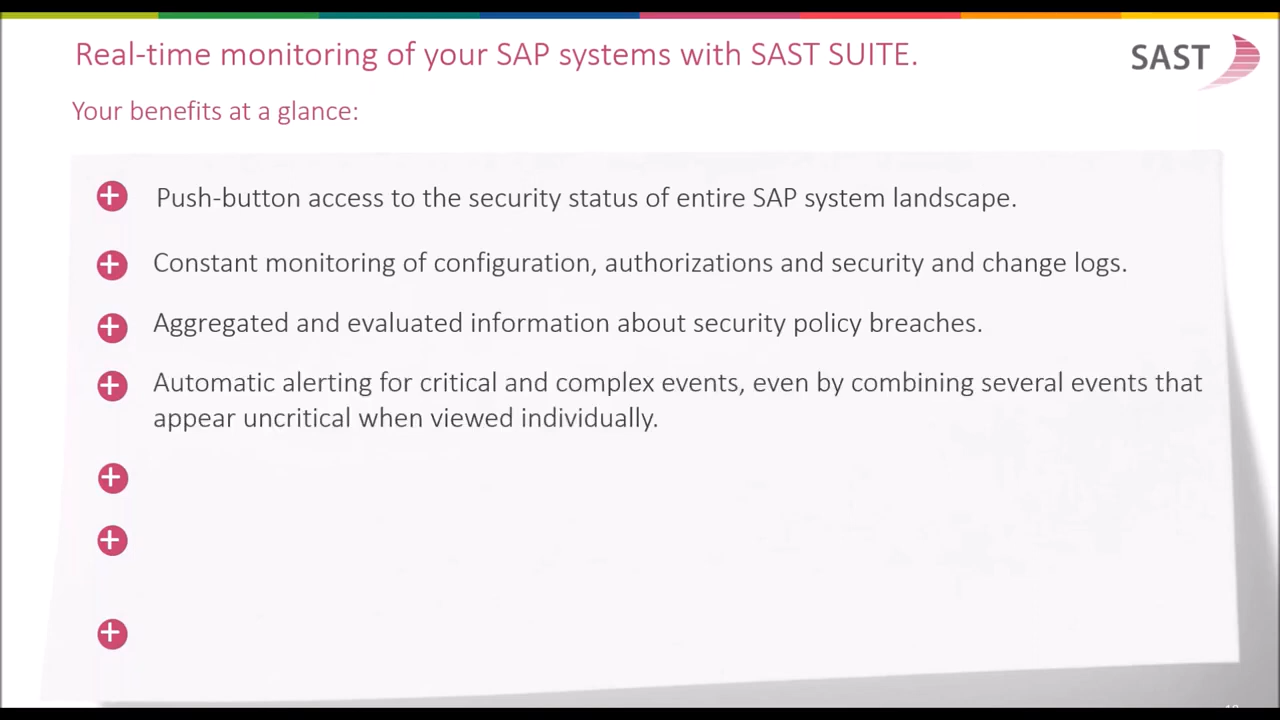 Real-time monitoring of your SAP systems with SAST SUITE.
SAST
Your benefits at a glance:
Push-button access to the security status of entire SAP system landscape.
Constant monitoring of configuration, authorizations and security and change logs.
Aggregated and evaluated information about security policy breaches.
Automatic alerting for critical and complex events, even by combining several events that
appear uncritical when viewed individually.